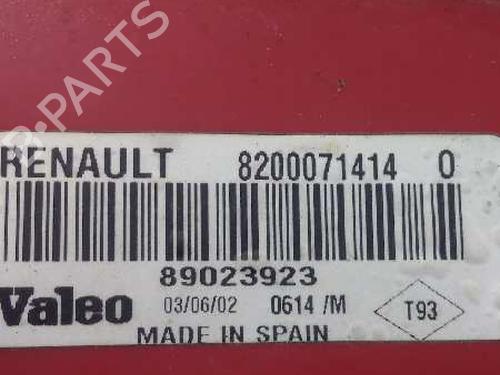 RENAULT 8200071414 0
89023923
Valeo 03/06/02 0614 /M T93
MADE IN SPAIN
B-PARTS